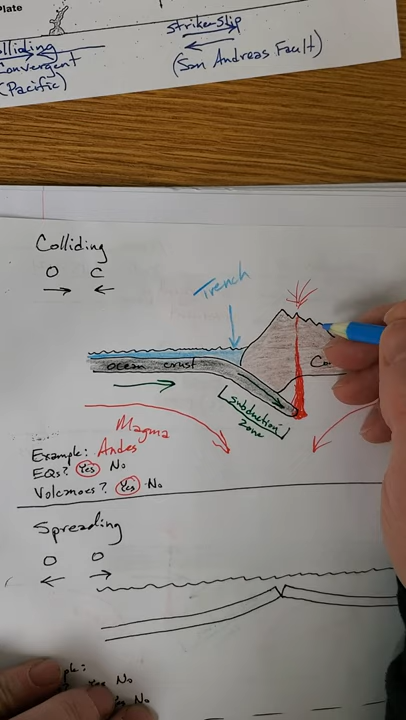 Plate
strike-slip
(San Andreas Fault)
Colliding
Convergent
(Pacific)
Colliding
O C
Trench
ocean crust
Subduction
Zone
Magma
Example: Andes
EQs? Yes No
Volcanoes? Yes No
Spreading
O O
Yes No
No